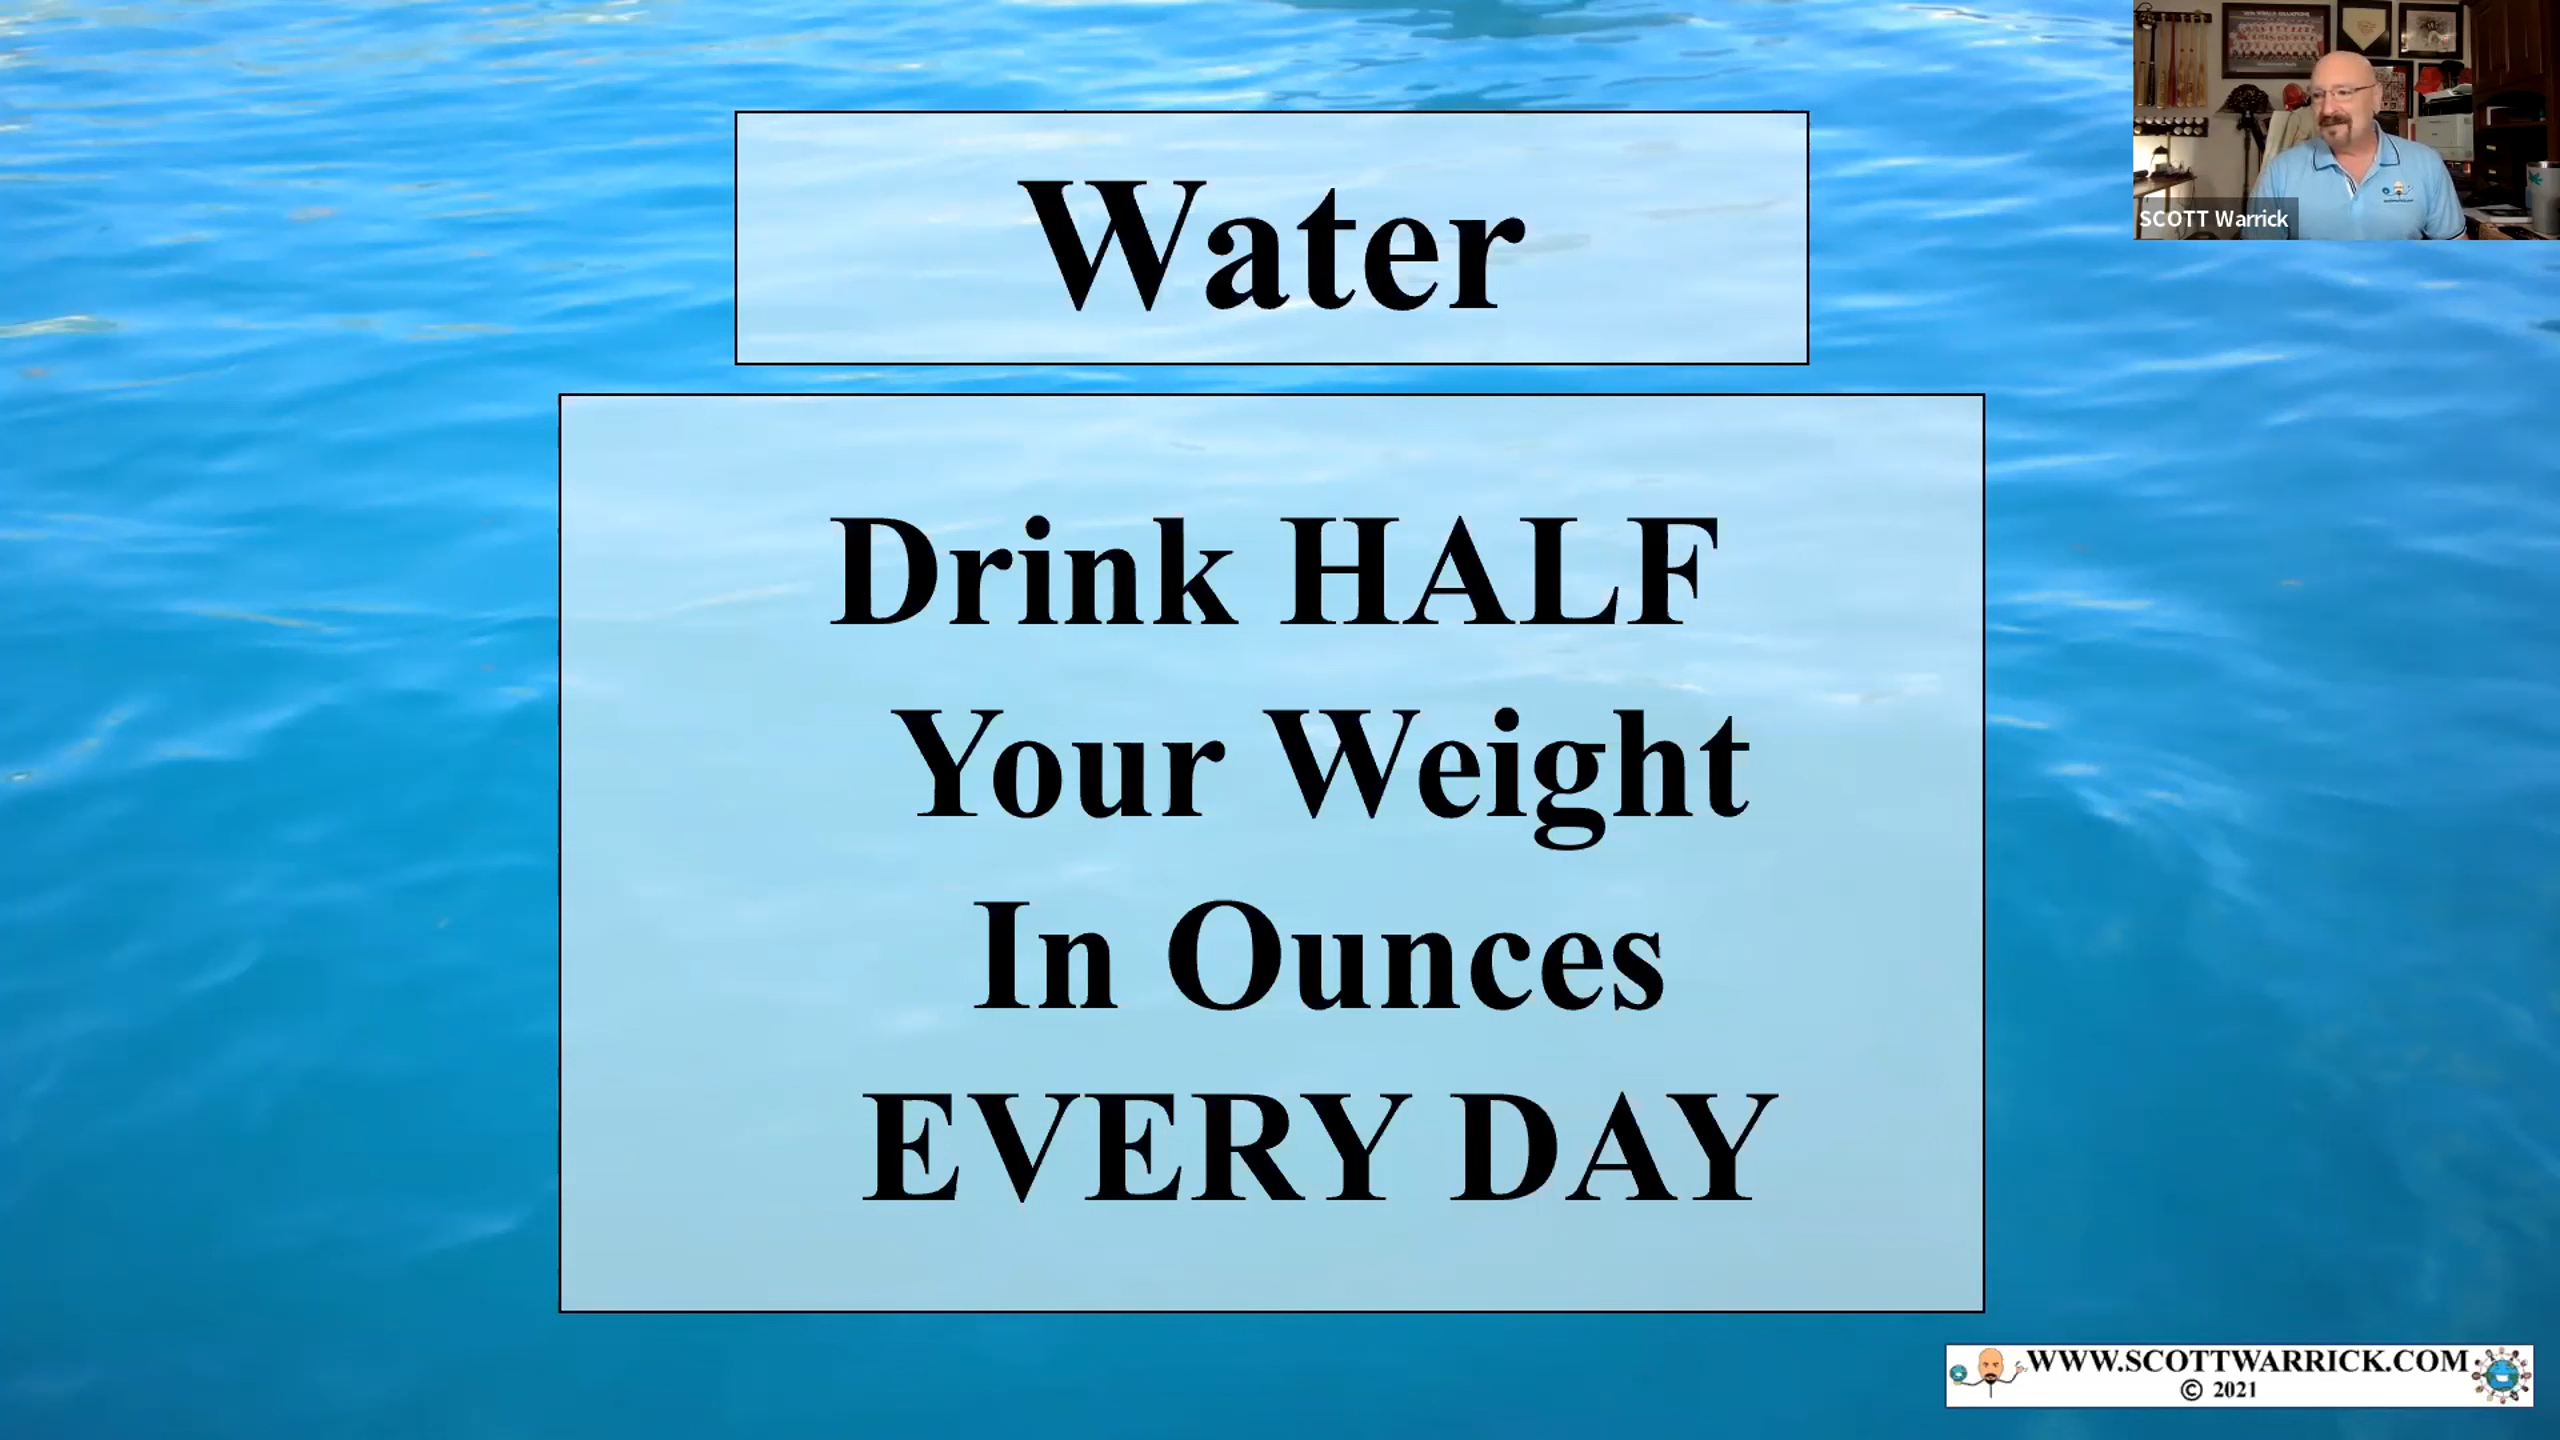 Water
SCOTT Warrick
Drink HALF
Your Weight
In Ounces
EVERY DAY
WWW.SCOTTWARRICK.COM
© 2021